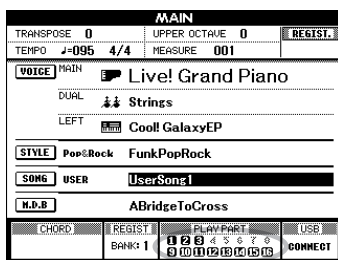 MAIN
TRANSPOSE 0 UPPER OCTAVE 0 REGIST.
TEMPO ♩=095 4/4 MEASURE 001
VOICE MAIN Live! Grand Piano
DUAL Strings
LEFT Cool! GalaxyEP
STYLE Pop&Rock FunkPopRock
SONG USER UserSong1
M.D.B ABridgeToCross
CHORD REGIST PLAY PART USB
BANK: 1 1 2 3 4 5 6 7 8 CONNECT
9 10 11 12 13 14 15 16